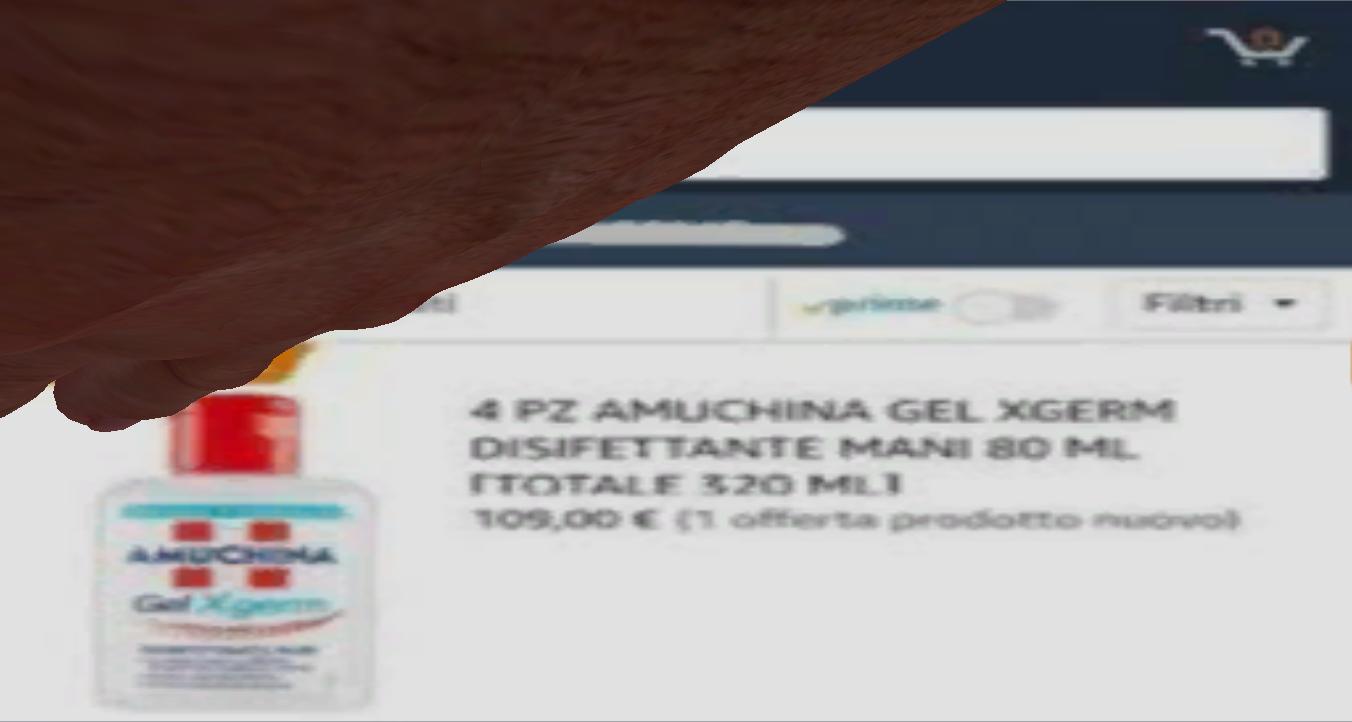 prime
Filtri
4 PZ AMUCHINA GEL XGERM
DISIFETTANTE MANI 80 ML
[TOTALE 320 ML]
109,00 € (1 offerta prodotto nuovo)
AMUCHINA
Gel Xgerm